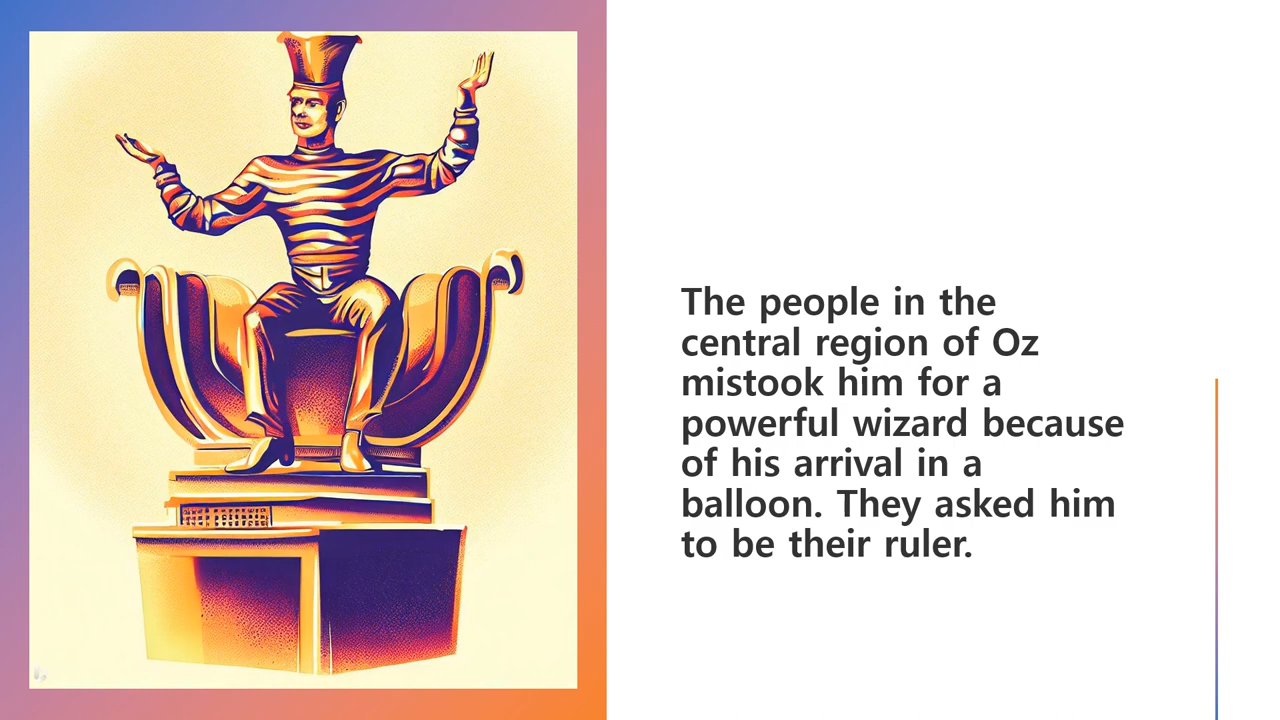 The people in the
central region of Oz
mistook him for a
powerful wizard because
of his arrival in a
balloon. They asked him
to be their ruler.